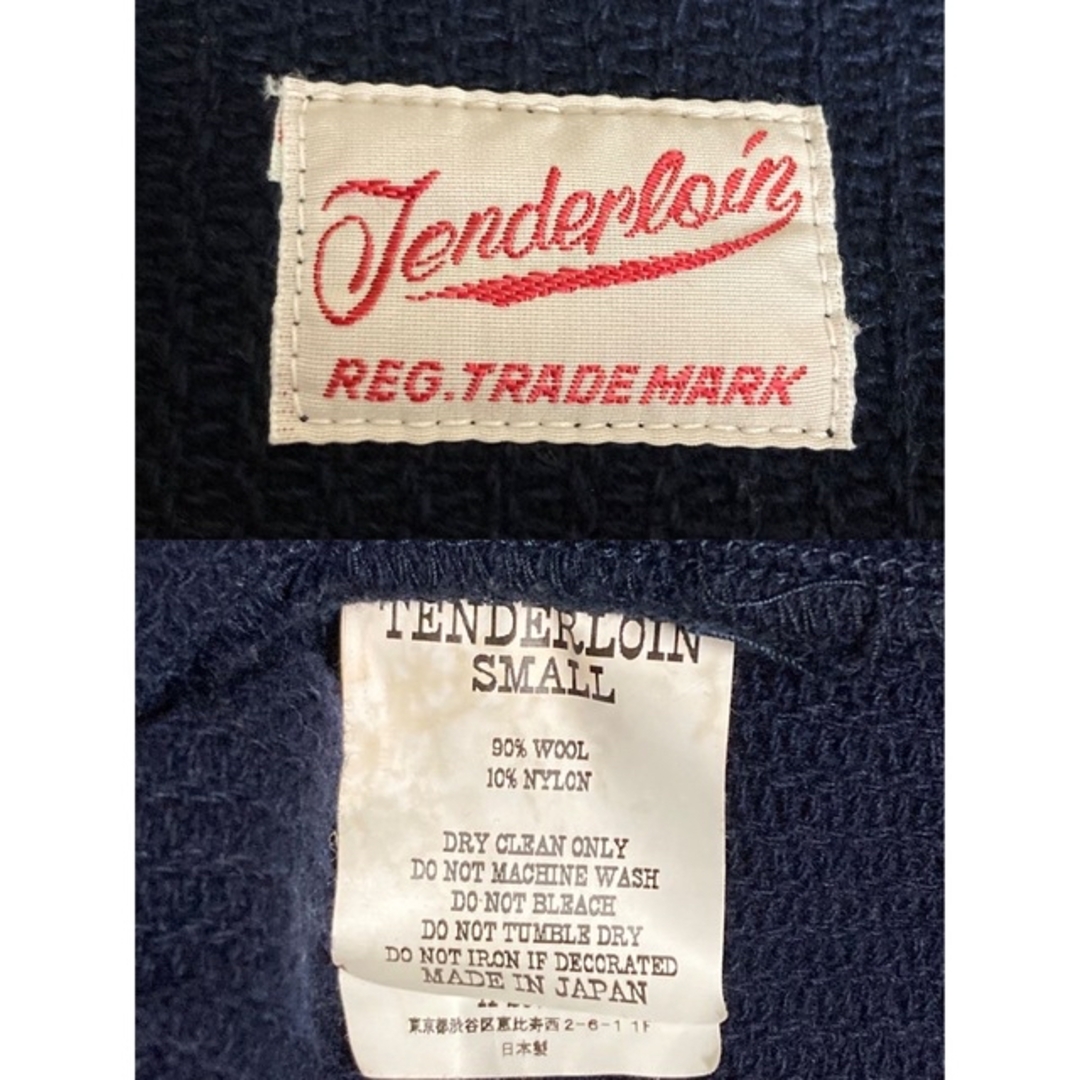 Tenderloin
REG. TRADEMARK
TENDERLOIN
SMALL
90% WOOL
10% NYLON
DRY CLEAN ONLY
DO NOT MACHINE WASH
DO NOT BLEACH
DO NOT TUMBLE DRY
DO NOT IRON IF DECORATED
MADE IN JAPAN
東京都渋谷区恵比寿西2-6-1 1F
日本製